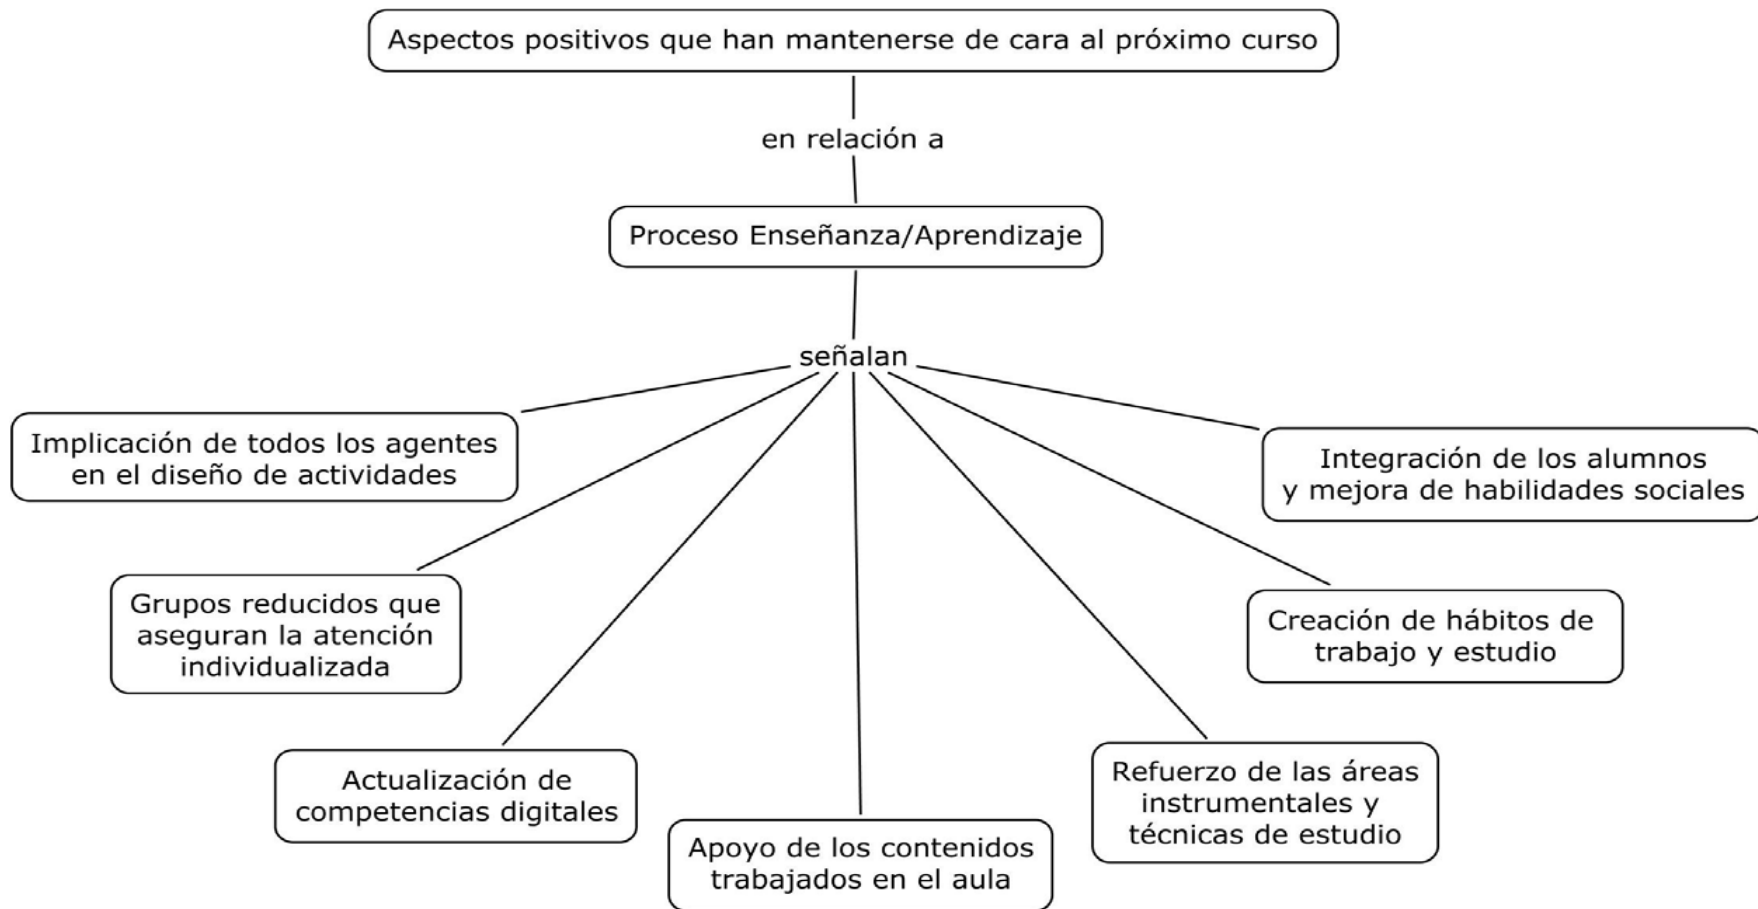 Aspectos positivos que han mantenerse de cara al próximo curso
en relación a
Proceso Enseñanza/Aprendizaje
señalan
Implicación de todos los agentes
en el diseño de actividades
Integración de los alumnos
y mejora de habilidades sociales
Grupos reducidos que
aseguran la atención
individualizada
Creación de hábitos de
trabajo y estudio
Actualización de
competencias digitales
Refuerzo de las áreas
instrumentales y
técnicas de estudio
Apoyo de los contenidos
trabajados en el aula